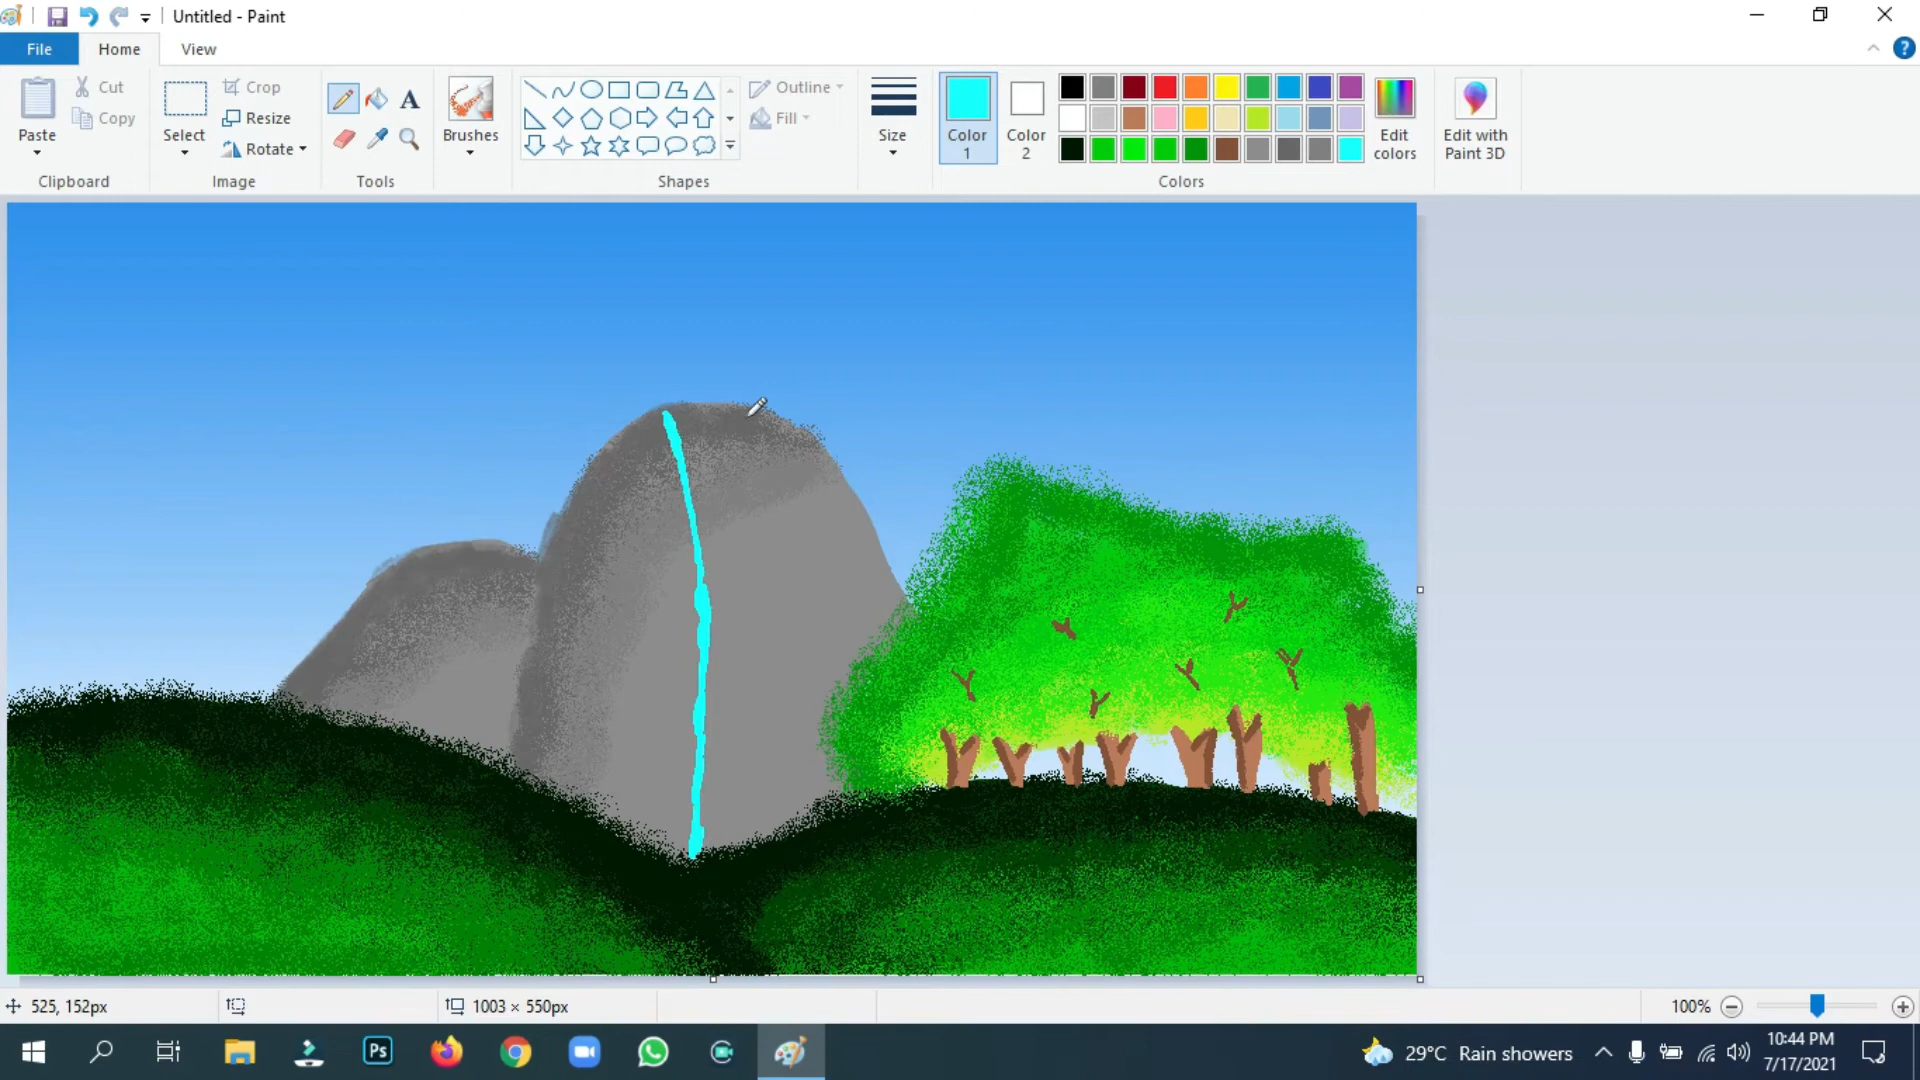 Untitled - Paint
File Home View
Paste Cut Copy Clipboard
Select Crop Resize Rotate Image
A Tools
Brushes
Outline Fill Shapes
Size
Color 1 Color 2
Edit colors Colors
Edit with Paint 3D
?
525, 152px 1003 × 550px 100%
Ps 29°C Rain showers 10:44 PM
7/17/2021